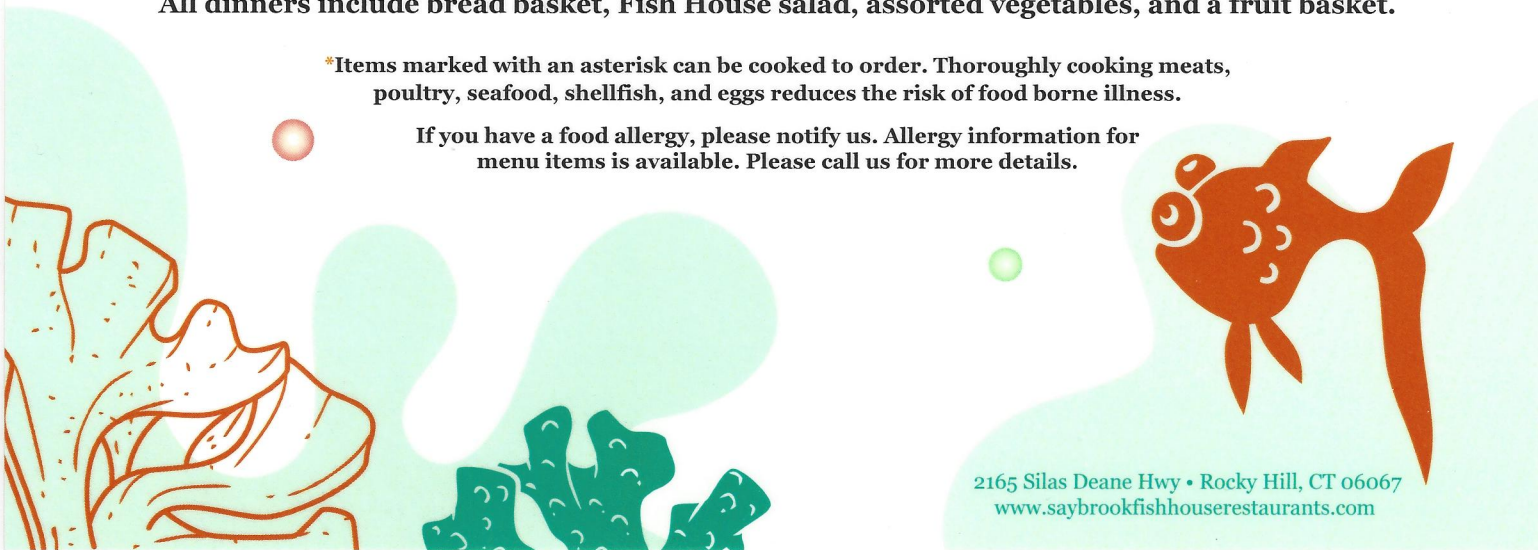 All dinners include bread basket, Fish House salad, assorted vegetables, and a fruit basket.
*Items marked with an asterisk can be cooked to order. Thoroughly cooking meats,
poultry, seafood, shellfish, and eggs reduces the risk of food borne illness.
If you have a food allergy, please notify us. Allergy information for
menu items is available. Please call us for more details.
2165 Silas Deane Hwy • Rocky Hill, CT 06067
www.saybrookfishhouserestaurants.com